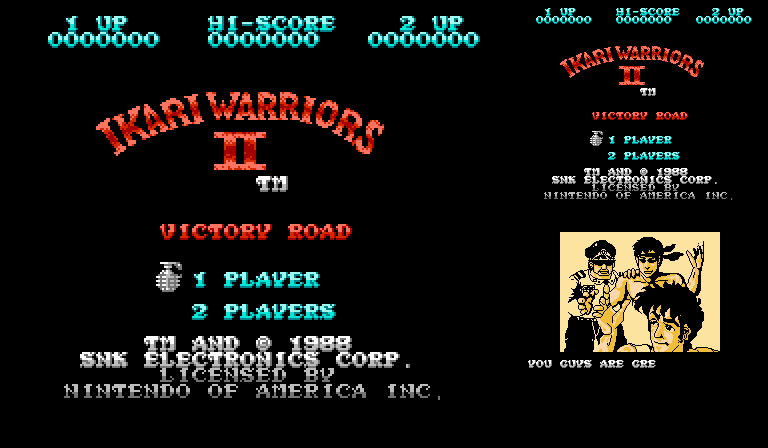 1 UP HI-SCORE 2 UP
0000000 0000000 0000000
IKARI WARRIORS
II
TM
VICTORY ROAD
1 PLAYER
2 PLAYERS
TM AND © 1988
SNK ELECTRONICS CORP.
LICENSED BY
NINTENDO OF AMERICA INC.
1 UP HI-SCORE 2 UP
0000000 0000000 0000000
IKARI WARRIORS
II
TM
VICTORY ROAD
1 PLAYER
2 PLAYERS
TM AND © 1988
SNK ELECTRONICS CORP.
LICENSED BY
NINTENDO OF AMERICA INC.
YOU GUYS ARE GRE